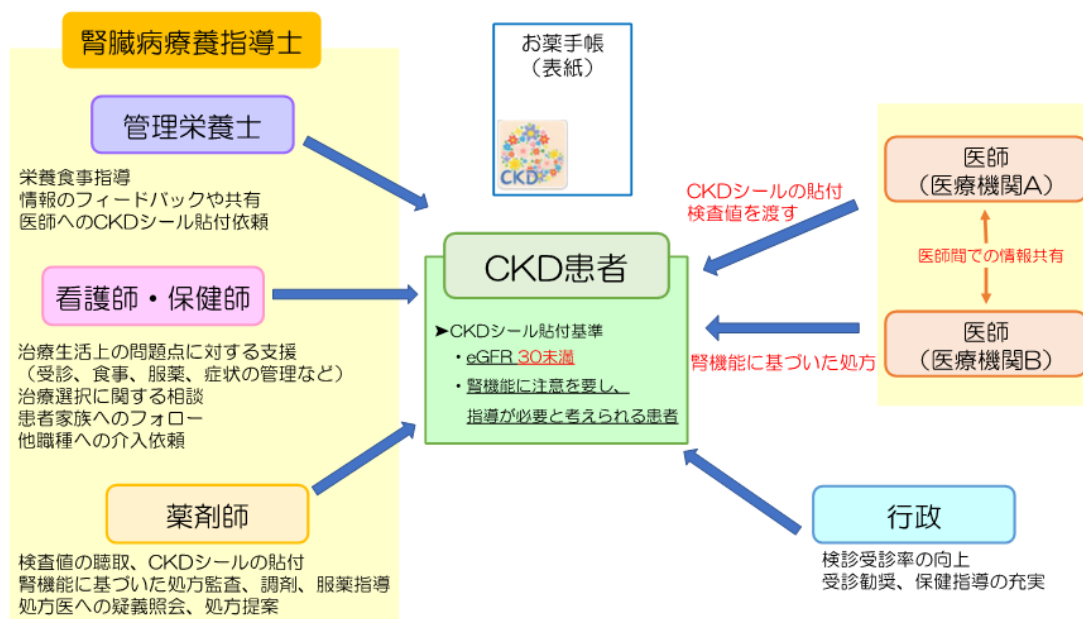 腎臓病療養指導士
管理栄養士
栄養食事指導
情報のフィードバックや共有
医師へのCKDシール貼付依頼
看護師・保健師
治療生活上の問題点に対する支援
（受診、食事、服薬、症状の管理など）
治療選択に関する相談
患者家族へのフォロー
他職種への介入依頼
薬剤師
検査値の聴取、CKDシールの貼付
腎機能に基づいた処方監査、調剤、服薬指導
処方医への疑義照会、処方提案
お薬手帳
（表紙）
CKD
CKD患者
➤CKDシール貼付基準
・eGFR 30未満
・腎機能に注意を要し、
指導が必要と考えられる患者
CKDシールの貼付
検査値を渡す
腎機能に基づいた処方
医師
（医療機関A）
医師間での情報共有
医師
（医療機関B）
行政
検診受診率の向上
受診勧奨、保健指導の充実